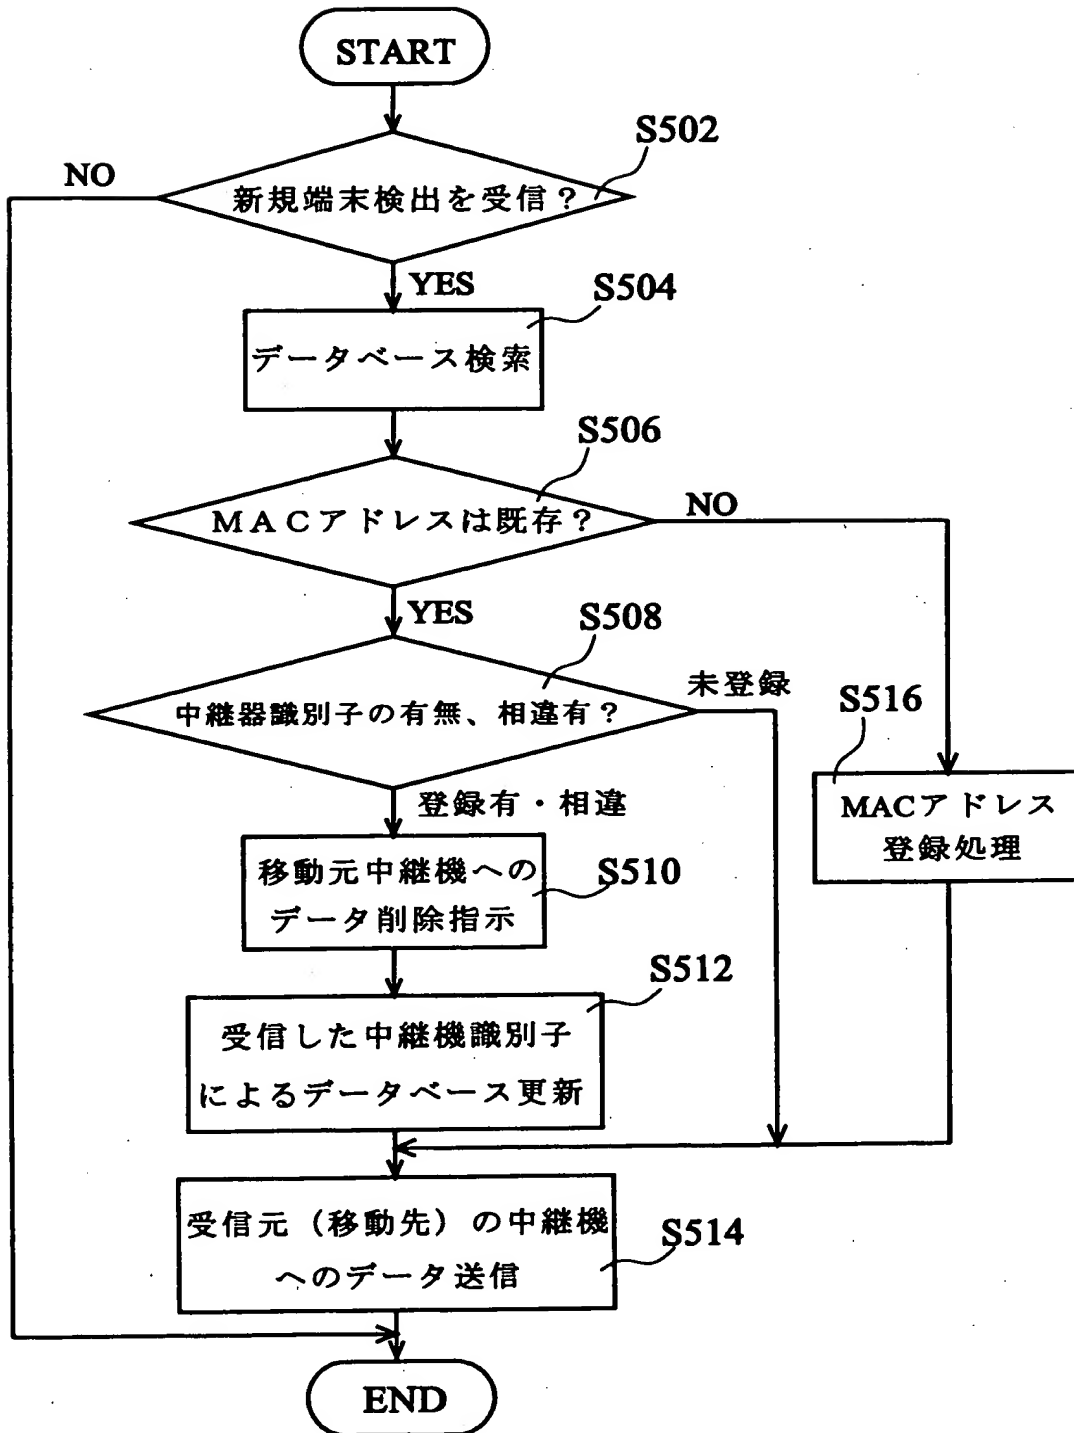 START
S502
NO
新規端末検出を受信？
YES
S504
データベース検索
S506
NO
ＭＡＣアドレスは既存？
YES
S508
未登録
中継器識別子の有無、相違有？
S516
登録有・相違
MACアドレス
登録処理
移動元中継機への
データ削除指示
S510
S512
受信した中継機識別子
によるデータベース更新
受信元（移動先）の中継機
へのデータ送信
S514
END